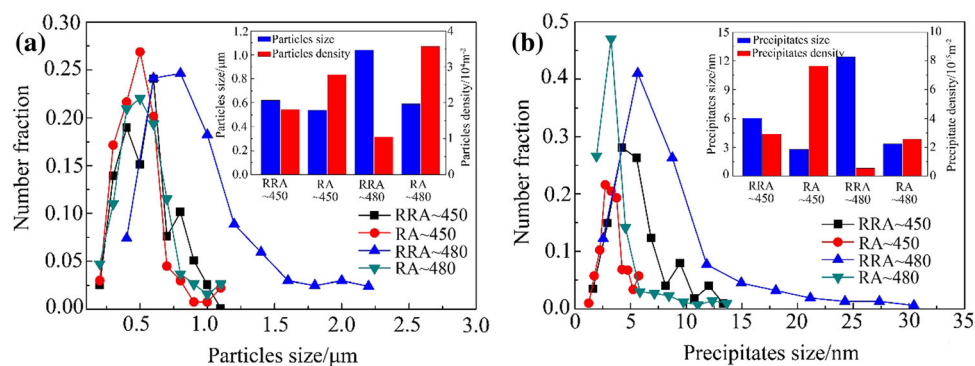 (a)
0.30
0.25
0.20
0.15
0.10
0.05
0.00
Number fraction
0.5
1.0
1.5
2.0
2.5
3.0
Particles size/μm
Particles size
Particles density
1.2
1.0
0.8
0.6
0.4
0.2
0.0
Particles size/μm
4
3
2
1
0
Particles density/10⁴m⁻²
RRA RA RRA RA
~450 ~450 ~480 ~480
RRA~450
RA~450
RRA~480
RA~480
(b)
0.5
0.4
0.3
0.2
0.1
0.0
Number fraction
0
5
10
15
20
25
30
35
Precipitates size/nm
Precipitates size
Precipitates density
15
12
9
6
3
0
Precipitates size/nm
10
8
6
4
2
0
Precipitate density/10⁻⁵m⁻²
RRA RA RRA RA
~450 ~450 ~480 ~480
RRA~450
RA~450
RRA~480
RA~480